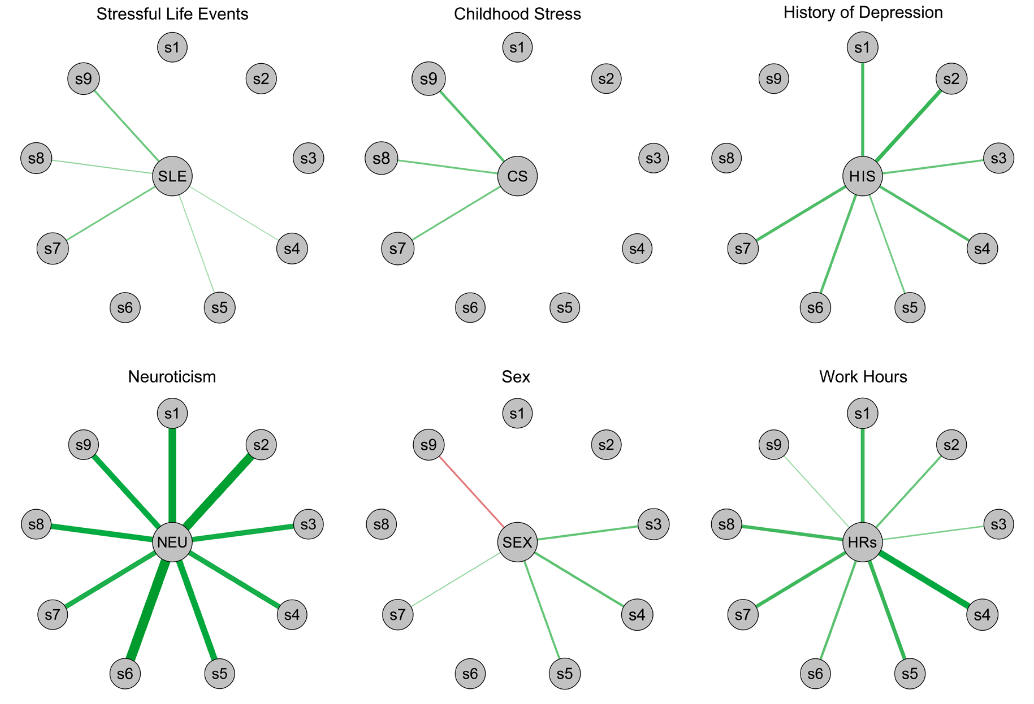 Stressful Life Events
s1
s2
s3
s4
s5
s6
s7
s8
s9
SLE
Childhood Stress
s1
s2
s3
s4
s5
s6
s7
s8
s9
CS
History of Depression
s1
s2
s3
s4
s5
s6
s7
s8
s9
HIS
Neuroticism
s1
s2
s3
s4
s5
s6
s7
s8
s9
NEU
Sex
s1
s2
s3
s4
s5
s6
s7
s8
s9
SEX
Work Hours
s1
s2
s3
s4
s5
s6
s7
s8
s9
HRs